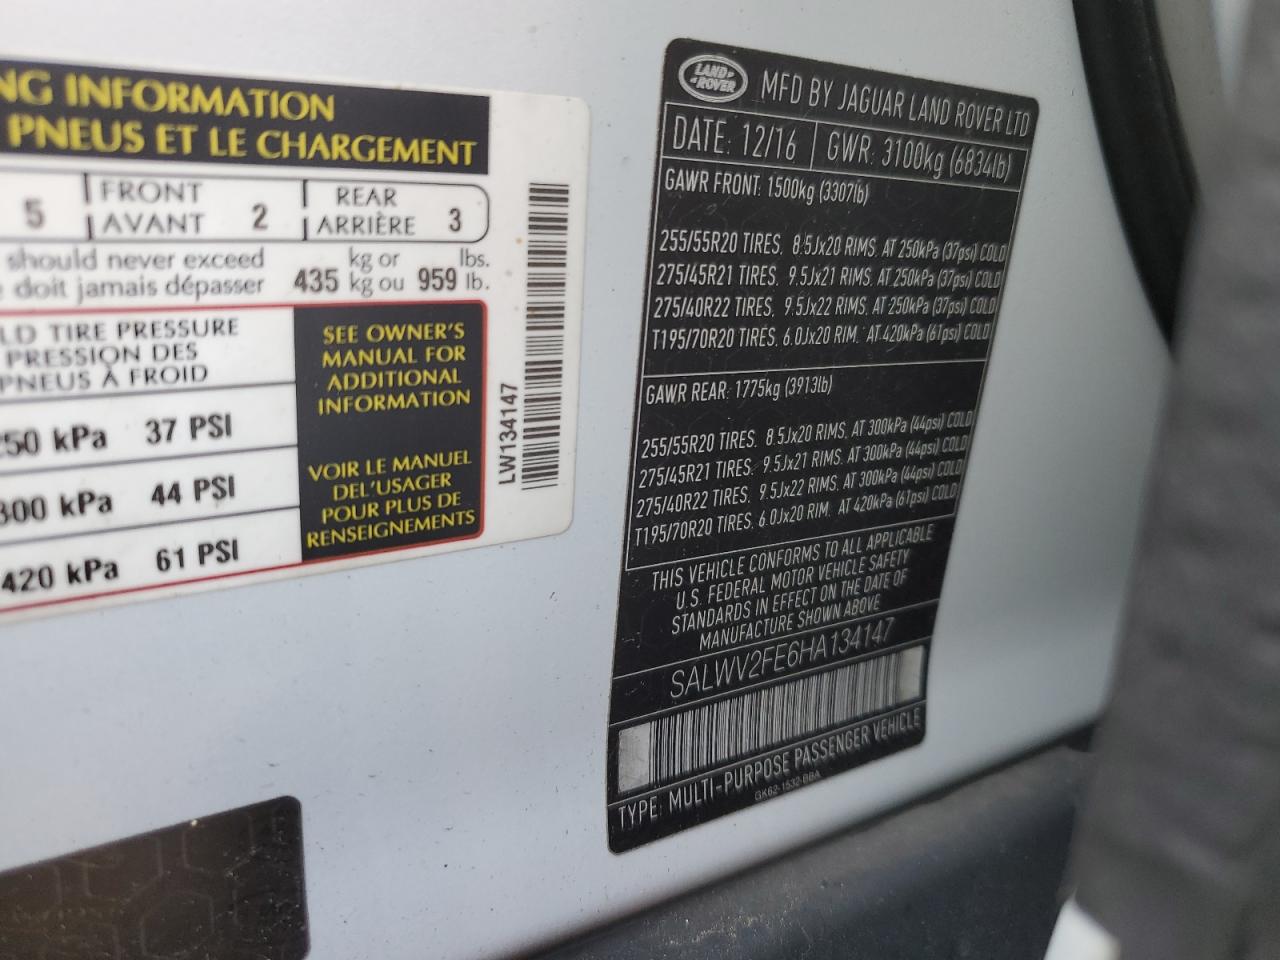 NG INFORMATION
PNEUS ET LE CHARGEMENT
5 FRONT AVANT 2 REAR ARRIÈRE 3
should never exceed
doit jamais dépasser 435 kg or kg ou 959 lbs. lb.
LD TIRE PRESSURE
PRESSION DES
PNEUS À FROID
250 kPa 37 PSI
300 kPa 44 PSI
420 kPa 61 PSI
SEE OWNER'S
MANUAL FOR
ADDITIONAL
INFORMATION
VOIR LE MANUEL
DEL'USAGER
POUR PLUS DE
RENSEIGNEMENTS
LW134147
LAND ROVER
MFD BY JAGUAR LAND ROVER LTD
DATE: 12/16 GWR: 3100kg (6834lb)
GAWR FRONT: 1500kg (3307lb)
255/55R20 TIRES, 8.5Jx20 RIMS, AT 250kPa (37psi) COLD
275/45R21 TIRES, 9.5Jx21 RIMS, AT 250kPa (37psi) COLD
275/40R22 TIRES, 9.5Jx22 RIMS, AT 250kPa (37psi) COLD
T195/70R20 TIRES, 6.0Jx20 RIM, AT 420kPa (61psi) COLD
GAWR REAR: 1775kg (3913lb)
255/55R20 TIRES, 8.5Jx20 RIMS, AT 300kPa (44psi) COLD
275/45R21 TIRES, 9.5Jx21 RIMS, AT 300kPa (44psi) COLD
275/40R22 TIRES, 9.5Jx22 RIMS, AT 300kPa (44psi) COLD
T195/70R20 TIRES, 6.0Jx20 RIM, AT 420kPa (61psi) COLD
THIS VEHICLE CONFORMS TO ALL APPLICABLE
U.S. FEDERAL MOTOR VEHICLE SAFETY
STANDARDS IN EFFECT ON THE DATE OF
MANUFACTURE SHOWN ABOVE
SALWV2FE6HA134147
TYPE: MULTI-PURPOSE PASSENGER VEHICLE
GK62-1532-BBA